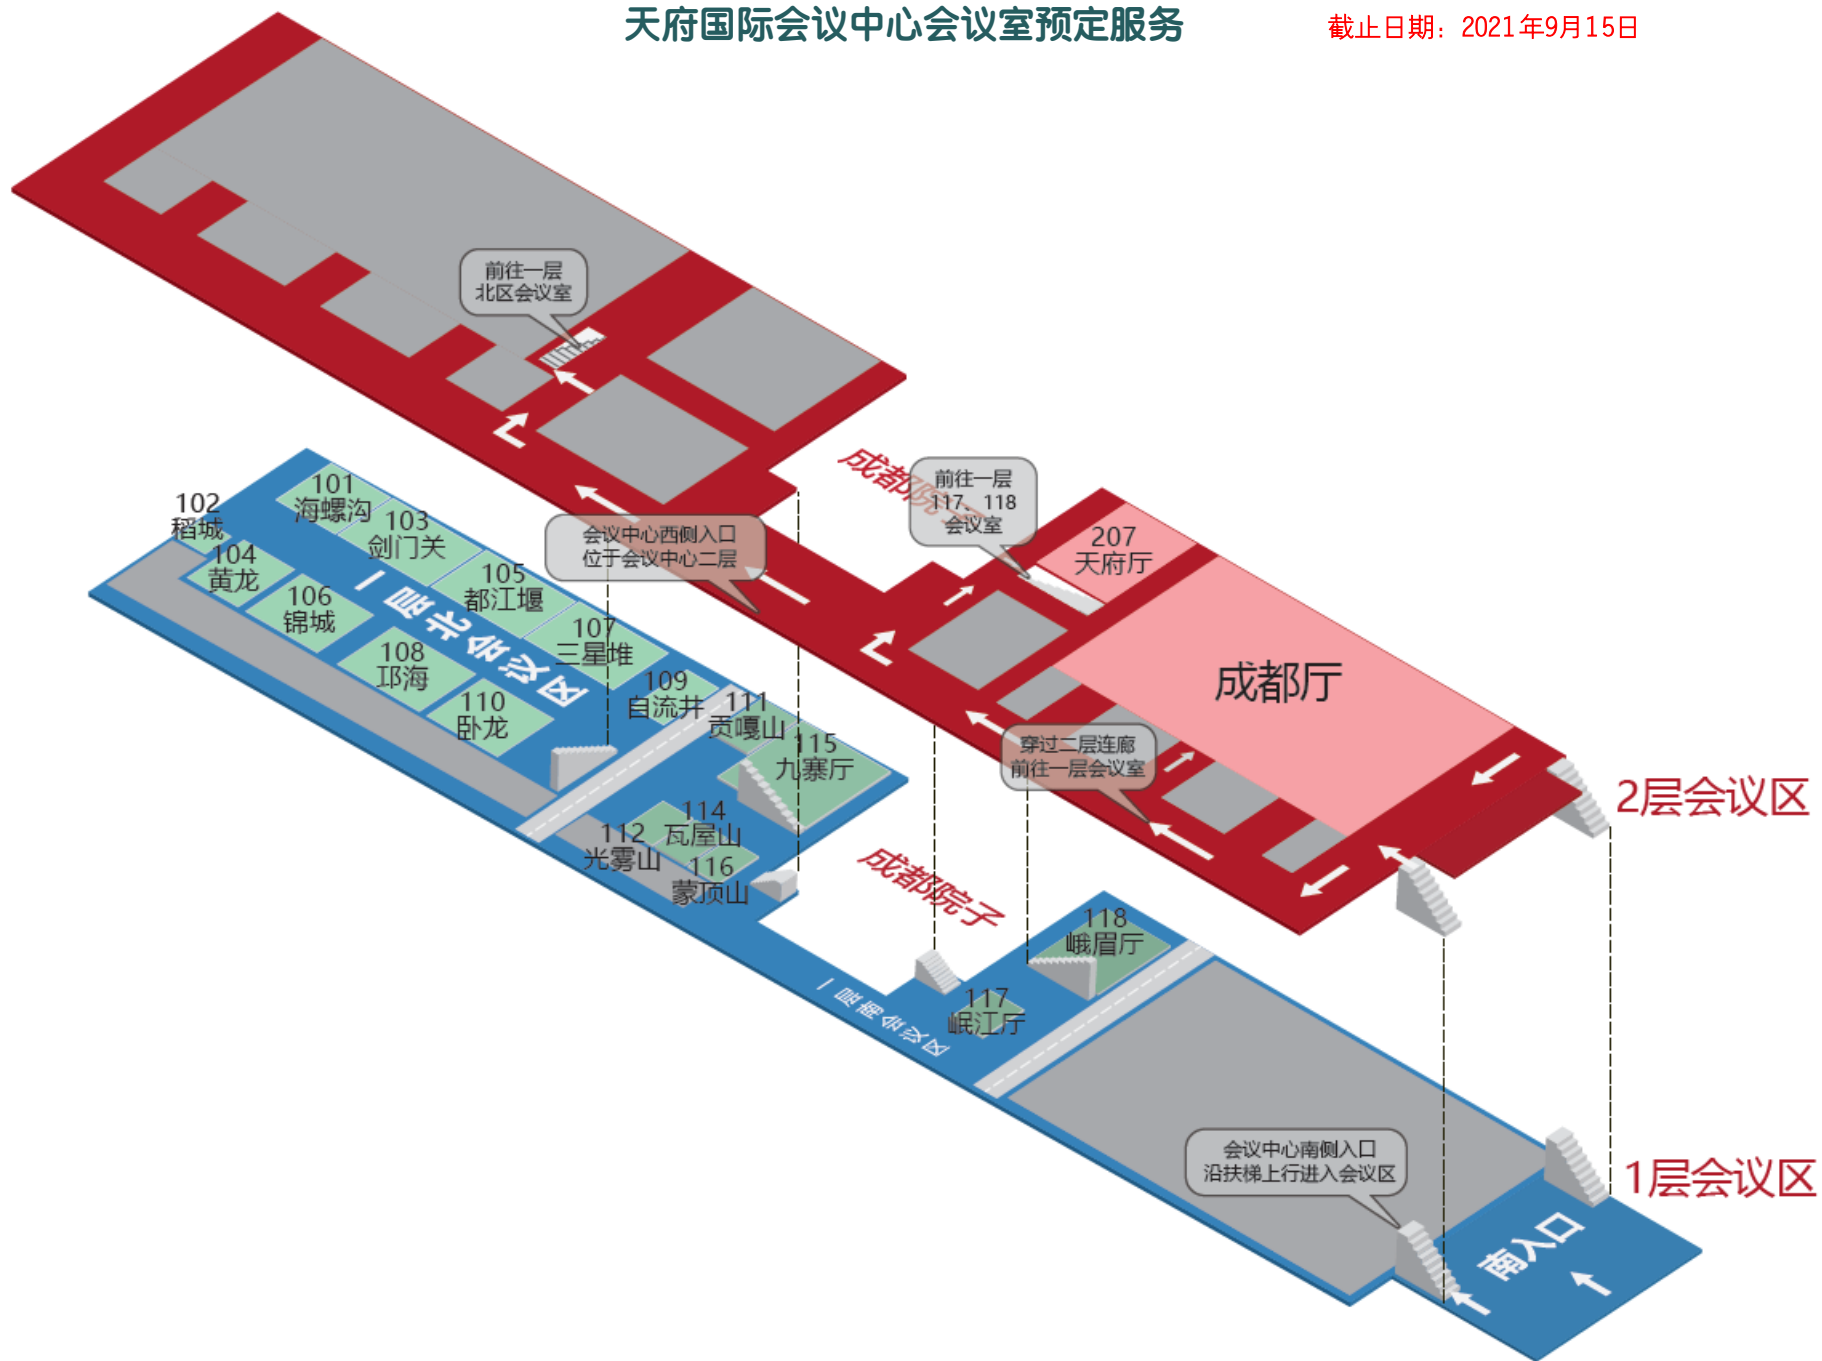 天府国际会议中心会议室预定服务
截止日期：2021年9月15日
前往一层
北区会议室
成都院子
前往一层
117、118
会议室
207
天府厅
会议中心西侧入口
位于会议中心二层
成都厅
穿过二层连廊
前往一层会议室
2层会议区
101
海螺沟
102
稻城
103
剑门关
104
黄龙
105
都江堰
106
锦城
107
三星堆
108
邛海
109
自流井
110
卧龙
一层北会议区
111
贡嘎山
115
九寨厅
114
瓦屋山
112
光雾山
116
蒙顶山
成都院子
118
峨眉厅
117
岷江厅
一层南会议区
会议中心南侧入口
沿扶梯上行进入会议区
1层会议区
南入口